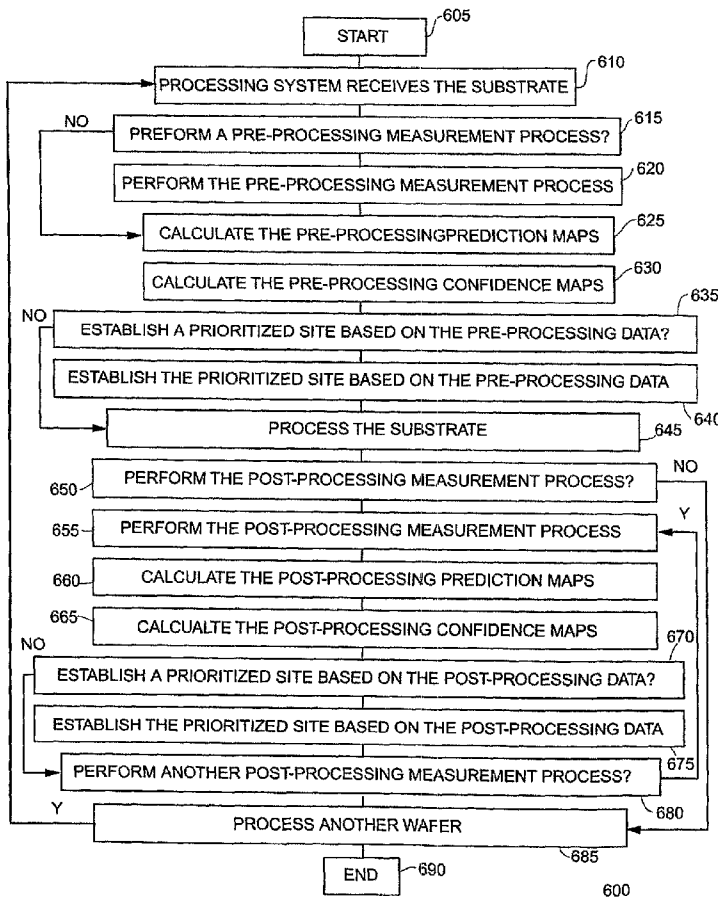 605
START
610
PROCESSING SYSTEM RECEIVES THE SUBSTRATE
NO
615
PREFORM A PRE-PROCESSING MEASUREMENT PROCESS?
620
PERFORM THE PRE-PROCESSING MEASUREMENT PROCESS
625
CALCULATE THE PRE-PROCESSINGPREDICTION MAPS
630
CALCULATE THE PRE-PROCESSING CONFIDENCE MAPS
635
NO
ESTABLISH A PRIORITIZED SITE BASED ON THE PRE-PROCESSING DATA?
ESTABLISH THE PRIORITIZED SITE BASED ON THE PRE-PROCESSING DATA
640
PROCESS THE SUBSTRATE
645
NO
650
PERFORM THE POST-PROCESSING MEASUREMENT PROCESS?
Y
655
PERFORM THE POST-PROCESSING MEASUREMENT PROCESS
660
CALCULATE THE POST-PROCESSING PREDICTION MAPS
665
CALCUALTE THE POST-PROCESSING CONFIDENCE MAPS
670
NO
ESTABLISH A PRIORITIZED SITE BASED ON THE POST-PROCESSING DATA?
ESTABLISH THE PRIORITIZED SITE BASED ON THE POST-PROCESSING DATA
675
PERFORM ANOTHER POST-PROCESSING MEASUREMENT PROCESS?
680
Y
PROCESS ANOTHER WAFER
685
END
690
600